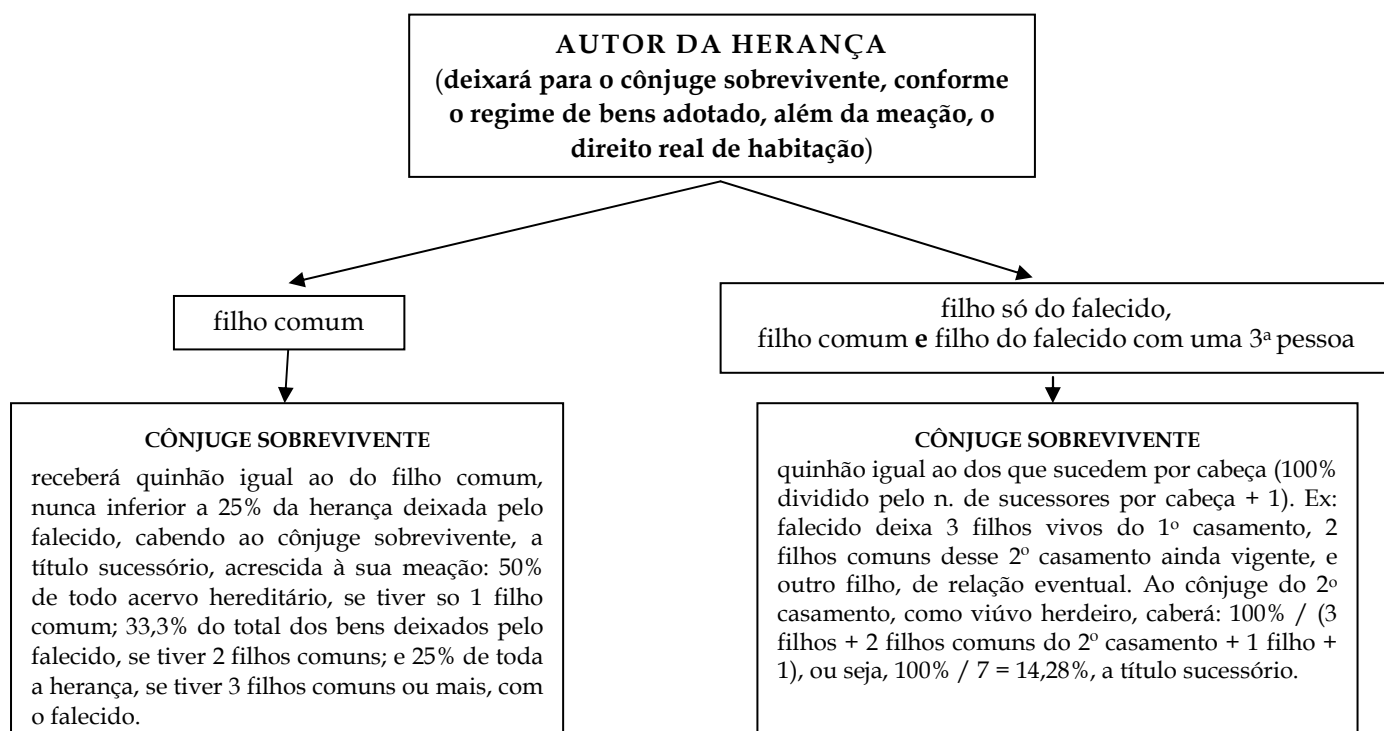 AUTOR DA HERANÇA
(deixará para o cônjuge sobrevivente, conforme
o regime de bens adotado, além da meação, o
direito real de habitação)
filho comum
filho só do falecido,
filho comum e filho do falecido com uma 3ª pessoa
CÔNJUGE SOBREVIVENTE
receberá quinhão igual ao do filho comum,
nunca inferior a 25% da herança deixada pelo
falecido, cabendo ao cônjuge sobrevivente, a
título sucessório, acrescida à sua meação: 50%
de todo acervo hereditário, se tiver so 1 filho
comum; 33,3% do total dos bens deixados pelo
falecido, se tiver 2 filhos comuns; e 25% de toda
a herança, se tiver 3 filhos comuns ou mais, com
o falecido.
CÔNJUGE SOBREVIVENTE
quinhão igual ao dos que sucedem por cabeça (100%
dividido pelo n. de sucessores por cabeça + 1). Ex:
falecido deixa 3 filhos vivos do 1º casamento, 2
filhos comuns desse 2º casamento ainda vigente, e
outro filho, de relação eventual. Ao cônjuge do 2º
casamento, como viúvo herdeiro, caberá: 100% / (3
filhos + 2 filhos comuns do 2º casamento + 1 filho +
1), ou seja, 100% / 7 = 14,28%, a título sucessório.